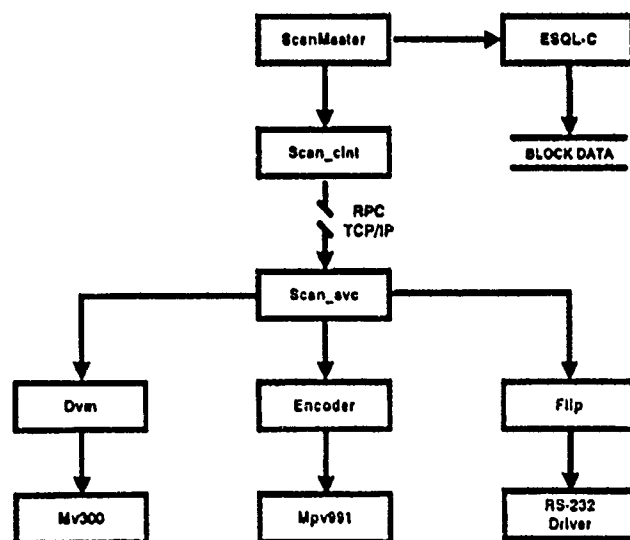 ScanMaster
ESQL-C
Scan_clnt
BLOCK DATA
RPC
TCP/IP
Scan_svc
Dvm
Encoder
Flip
Mv300
Mpv991
RS-232
Driver